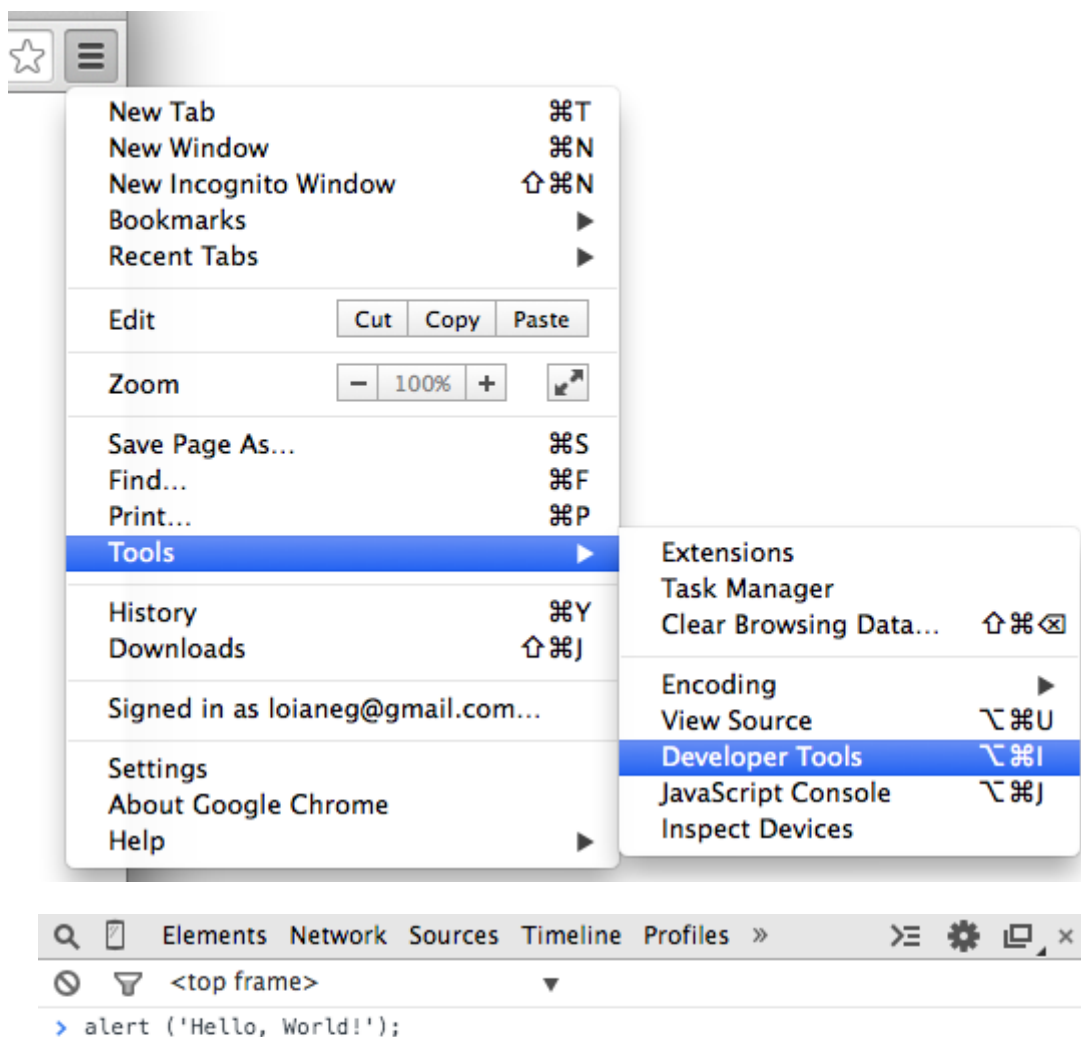 New Tab ⌘T
New Window ⌘N
New Incognito Window ⇧⌘N
Bookmarks ▶
Recent Tabs ▶
Edit Cut Copy Paste
Zoom − 100% +
Save Page As... ⌘S
Find... ⌘F
Print... ⌘P
Tools ▶
History ⌘Y
Downloads ⇧⌘J
Signed in as loianeg@gmail.com...
Settings
About Google Chrome
Help ▶
Extensions
Task Manager
Clear Browsing Data... ⇧⌘⌫
Encoding ▶
View Source ⌥⌘U
Developer Tools ⌥⌘I
JavaScript Console ⌥⌘J
Inspect Devices
Elements Network Sources Timeline Profiles »
<top frame> ▼
> alert ('Hello, World!');